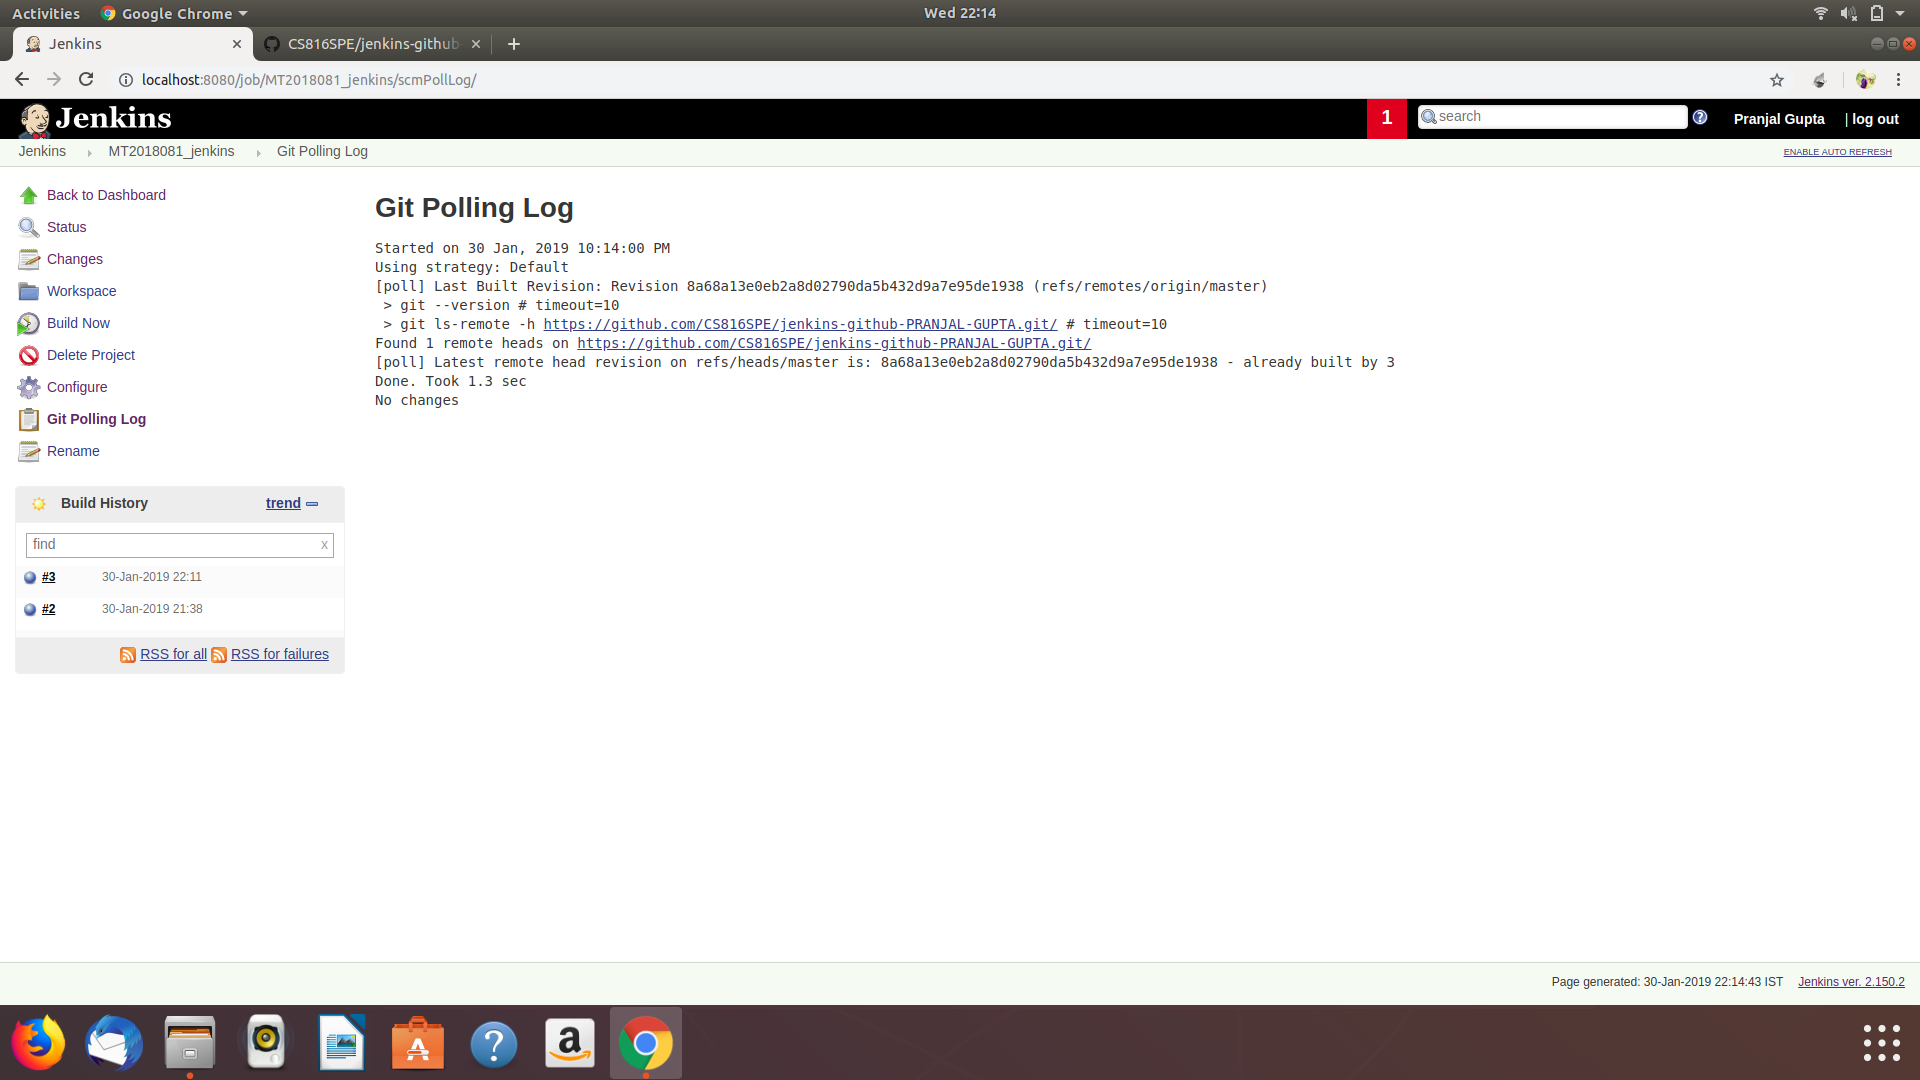 Activities Google Chrome Wed 22:14
Jenkins CS816SPE/jenkins-github
localhost:8080/job/MT2018081_jenkins/scmPollLog/
Jenkins 1 search Pranjal Gupta | log out
Jenkins MT2018081_jenkins Git Polling Log ENABLE AUTO REFRESH
Back to Dashboard
Status
Changes
Workspace
Build Now
Delete Project
Configure
Git Polling Log
Rename
Build History trend
find x
#3 30-Jan-2019 22:11
#2 30-Jan-2019 21:38
RSS for all RSS for failures
Git Polling Log
Started on 30 Jan, 2019 10:14:00 PM
Using strategy: Default
[poll] Last Built Revision: Revision 8a68a13e0eb2a8d02790da5b432d9a7e95de1938 (refs/remotes/origin/master)
> git --version # timeout=10
> git ls-remote -h https://github.com/CS816SPE/jenkins-github-PRANJAL-GUPTA.git/ # timeout=10
Found 1 remote heads on https://github.com/CS816SPE/jenkins-github-PRANJAL-GUPTA.git/
[poll] Latest remote head revision on refs/heads/master is: 8a68a13e0eb2a8d02790da5b432d9a7e95de1938 - already built by 3
Done. Took 1.3 sec
No changes
Page generated: 30-Jan-2019 22:14:43 IST Jenkins ver. 2.150.2